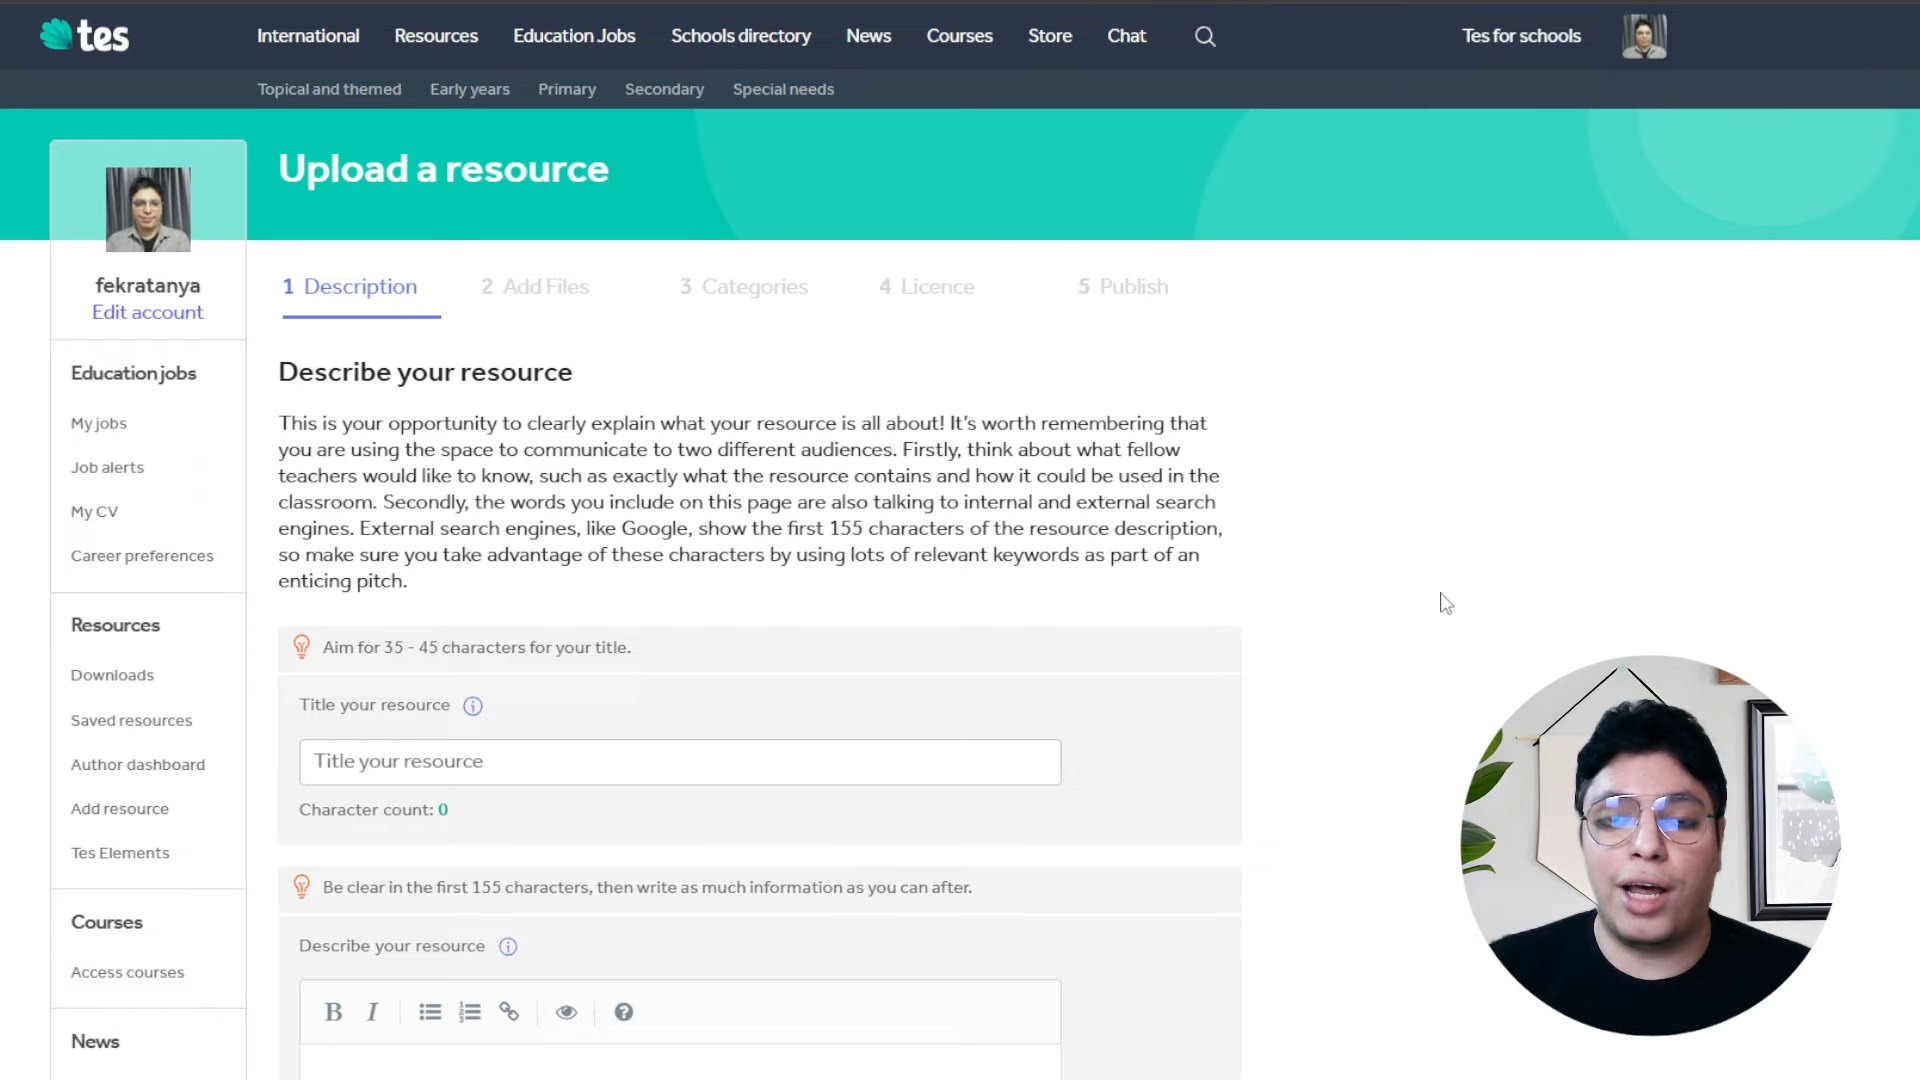 tes
International Resources Education Jobs Schools directory News Courses Store Chat Tes for schools
Topical and themed Early years Primary Secondary Special needs
Upload a resource
fekratanya
Edit account
Education jobs
My jobs
Job alerts
My CV
Career preferences
Resources
Downloads
Saved resources
Author dashboard
Add resource
Tes Elements
Courses
Access courses
News
1 Description 2 Add Files 3 Categories 4 Licence 5 Publish
Describe your resource
This is your opportunity to clearly explain what your resource is all about! It’s worth remembering that
you are using the space to communicate to two different audiences. Firstly, think about what fellow
teachers would like to know, such as exactly what the resource contains and how it could be used in the
classroom. Secondly, the words you include on this page are also talking to internal and external search
engines. External search engines, like Google, show the first 155 characters of the resource description,
so make sure you take advantage of these characters by using lots of relevant keywords as part of an
enticing pitch.
Aim for 35 - 45 characters for your title.
Title your resource
Title your resource
Character count: 0
Be clear in the first 155 characters, then write as much information as you can after.
Describe your resource
B I